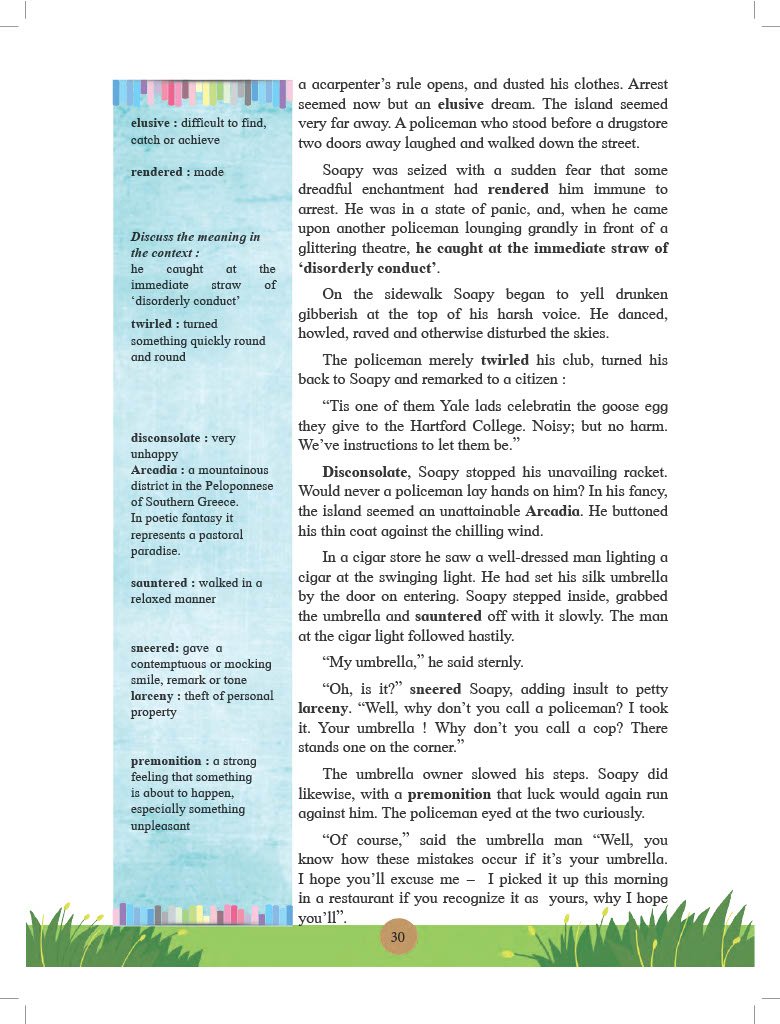 elusive : difficult to find,
catch or achieve
rendered : made
Discuss the meaning in
the context :
he caught at the
immediate straw of
‘disorderly conduct’
twirled : turned
something quickly round
and round
disconsolate : very
unhappy
Arcadia : a mountainous
district in the Peloponnese
of Southern Greece.
In poetic fantasy it
represents a pastoral
paradise.
sauntered : walked in a
relaxed manner
sneered: gave a
contemptuous or mocking
smile, remark or tone
larceny : theft of personal
property
premonition : a strong
feeling that something
is about to happen,
especially something
unpleasant
a acarpenter’s rule opens, and dusted his clothes. Arrest
seemed now but an elusive dream. The island seemed
very far away. A policeman who stood before a drugstore
two doors away laughed and walked down the street.
Soapy was seized with a sudden fear that some
dreadful enchantment had rendered him immune to
arrest. He was in a state of panic, and, when he came
upon another policeman lounging grandly in front of a
glittering theatre, he caught at the immediate straw of
‘disorderly conduct’.
On the sidewalk Soapy began to yell drunken
gibberish at the top of his harsh voice. He danced,
howled, raved and otherwise disturbed the skies.
The policeman merely twirled his club, turned his
back to Soapy and remarked to a citizen :
“Tis one of them Yale lads celebratin the goose egg
they give to the Hartford College. Noisy; but no harm.
We’ve instructions to let them be.”
Disconsolate, Soapy stopped his unavailing racket.
Would never a policeman lay hands on him? In his fancy,
the island seemed an unattainable Arcadia. He buttoned
his thin coat against the chilling wind.
In a cigar store he saw a well-dressed man lighting a
cigar at the swinging light. He had set his silk umbrella
by the door on entering. Soapy stepped inside, grabbed
the umbrella and sauntered off with it slowly. The man
at the cigar light followed hastily.
“My umbrella,” he said sternly.
“Oh, is it?” sneered Soapy, adding insult to petty
larceny. “Well, why don’t you call a policeman? I took
it. Your umbrella ! Why don’t you call a cop? There
stands one on the corner.”
The umbrella owner slowed his steps. Soapy did
likewise, with a premonition that luck would again run
against him. The policeman eyed at the two curiously.
“Of course,” said the umbrella man “Well, you
know how these mistakes occur if it’s your umbrella.
I hope you’ll excuse me – I picked it up this morning
in a restaurant if you recognize it as yours, why I hope
you’ll”.
30